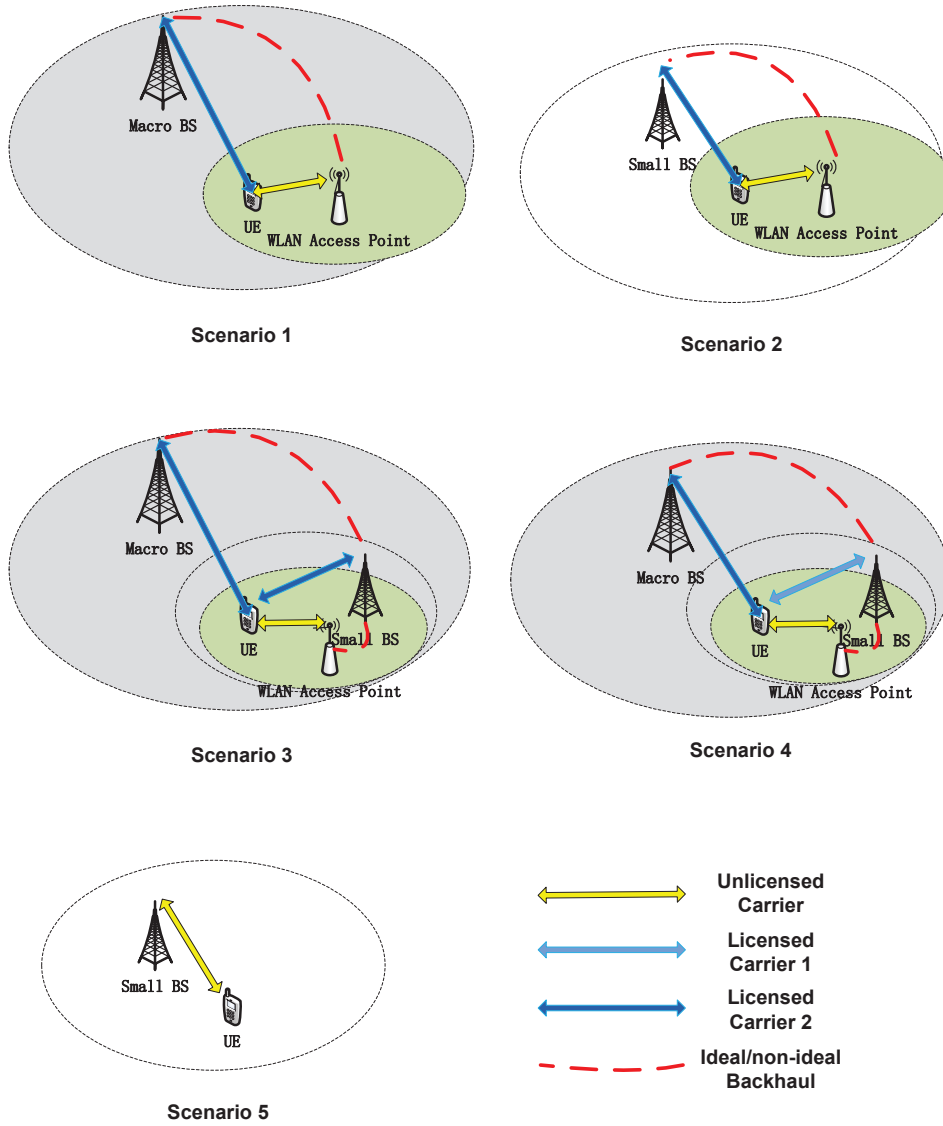 Macro BS
UE
WLAN Access Point
Scenario 1
Small BS
UE
WLAN Access Point
Scenario 2
Macro BS
Small BS
UE
WLAN Access Point
Scenario 3
Macro BS
Small BS
UE
WLAN Access Point
Scenario 4
Small BS
UE
Scenario 5
Unlicensed
Carrier
Licensed
Carrier 1
Licensed
Carrier 2
Ideal/non-ideal
Backhaul